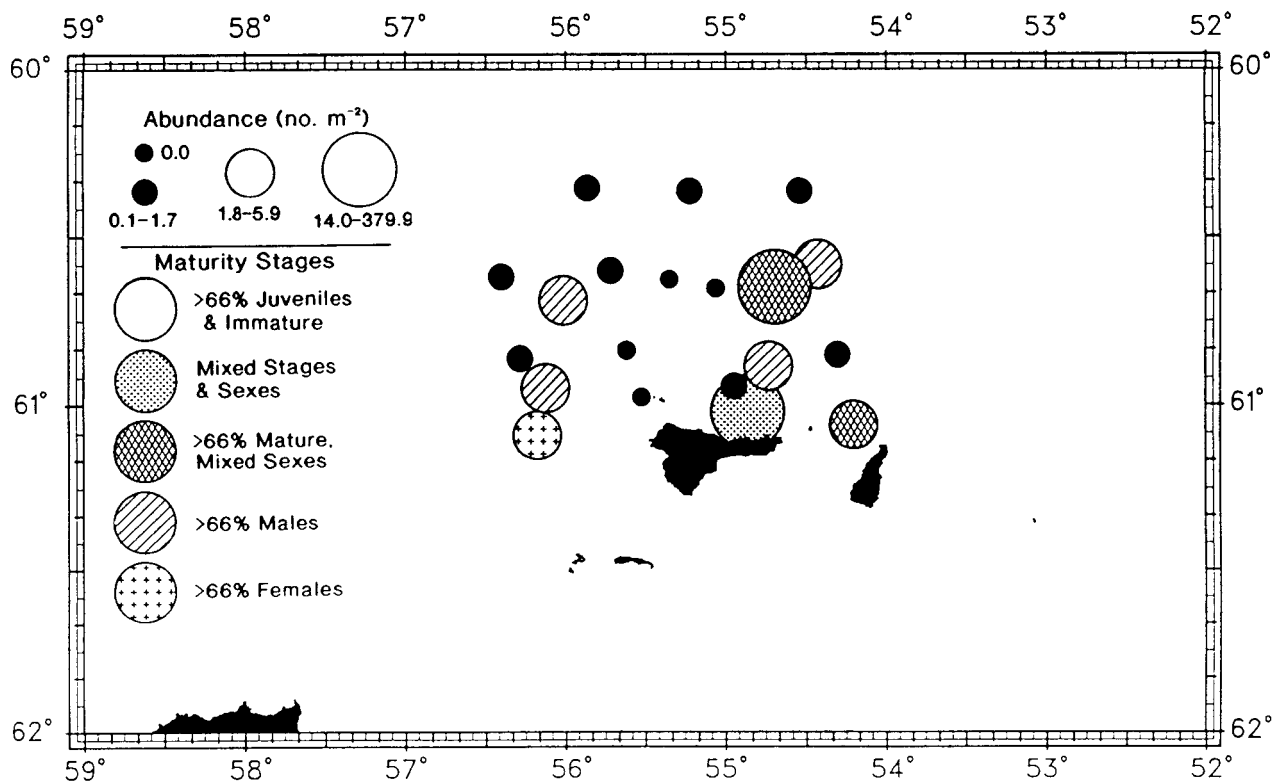 59° 58° 57° 56° 55° 54° 53° 52°
60° 60°
Abundance (no. m⁻²)
0.0
0.1–1.7 1.8–5.9 14.0–379.9
Maturity Stages
>66% Juveniles
& Immature
Mixed Stages
& Sexes
>66% Mature,
Mixed Sexes
>66% Males
>66% Females
61° 61°
62° 62°
59° 58° 57° 56° 55° 54° 53° 52°